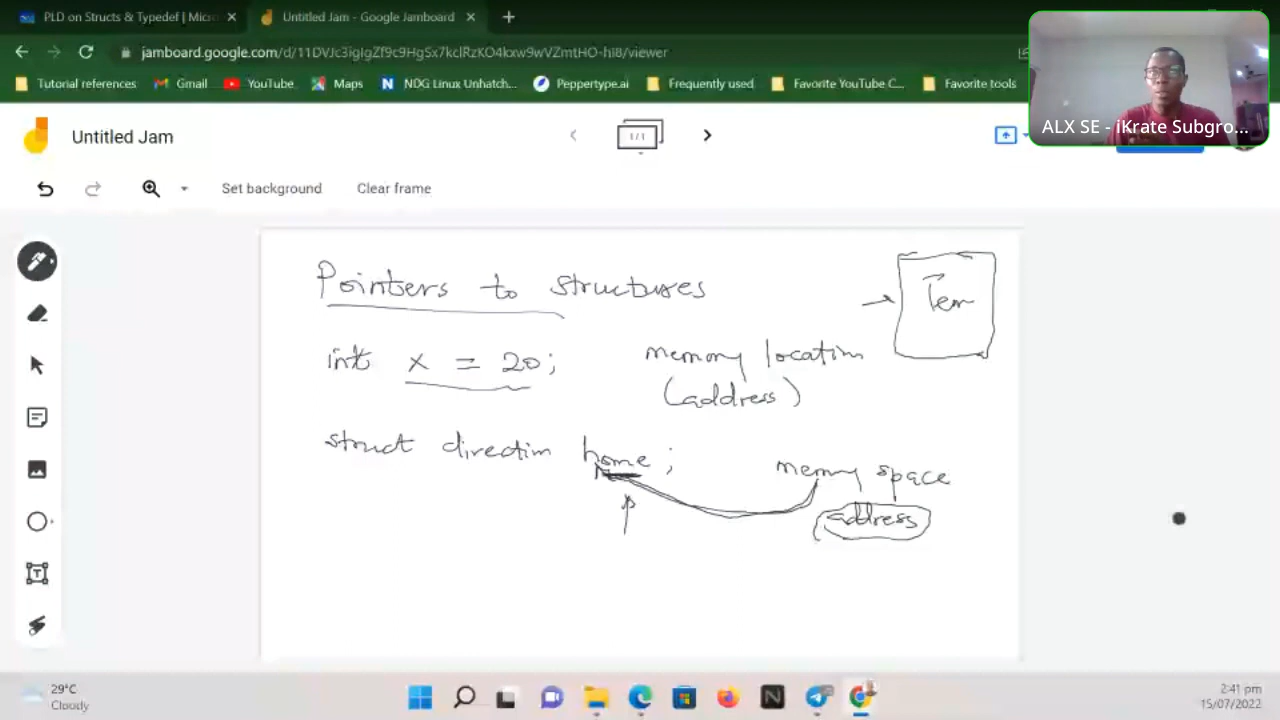 PLD on Structs & Typedef | Micro
Untitled Jam - Google Jamboard
jamboard.google.com/d/11DVJc3igIgZf9c9HgSx7kclRzKO4kxw9wVZmtHO-hi8/viewer
Tutorial references
Gmail
YouTube
Maps
NDG Linux Unhatch...
Peppertype.ai
Frequently used
Favorite YouTube C...
Favorite tools
ALX SE - iKrate Subgro...
Untitled Jam
1/1
Set background
Clear frame
Pointers to structures
int x = 20;
memory location
(address)
struct direction home;
memory space
address
29°C
Cloudy
2:41 pm
15/07/2022